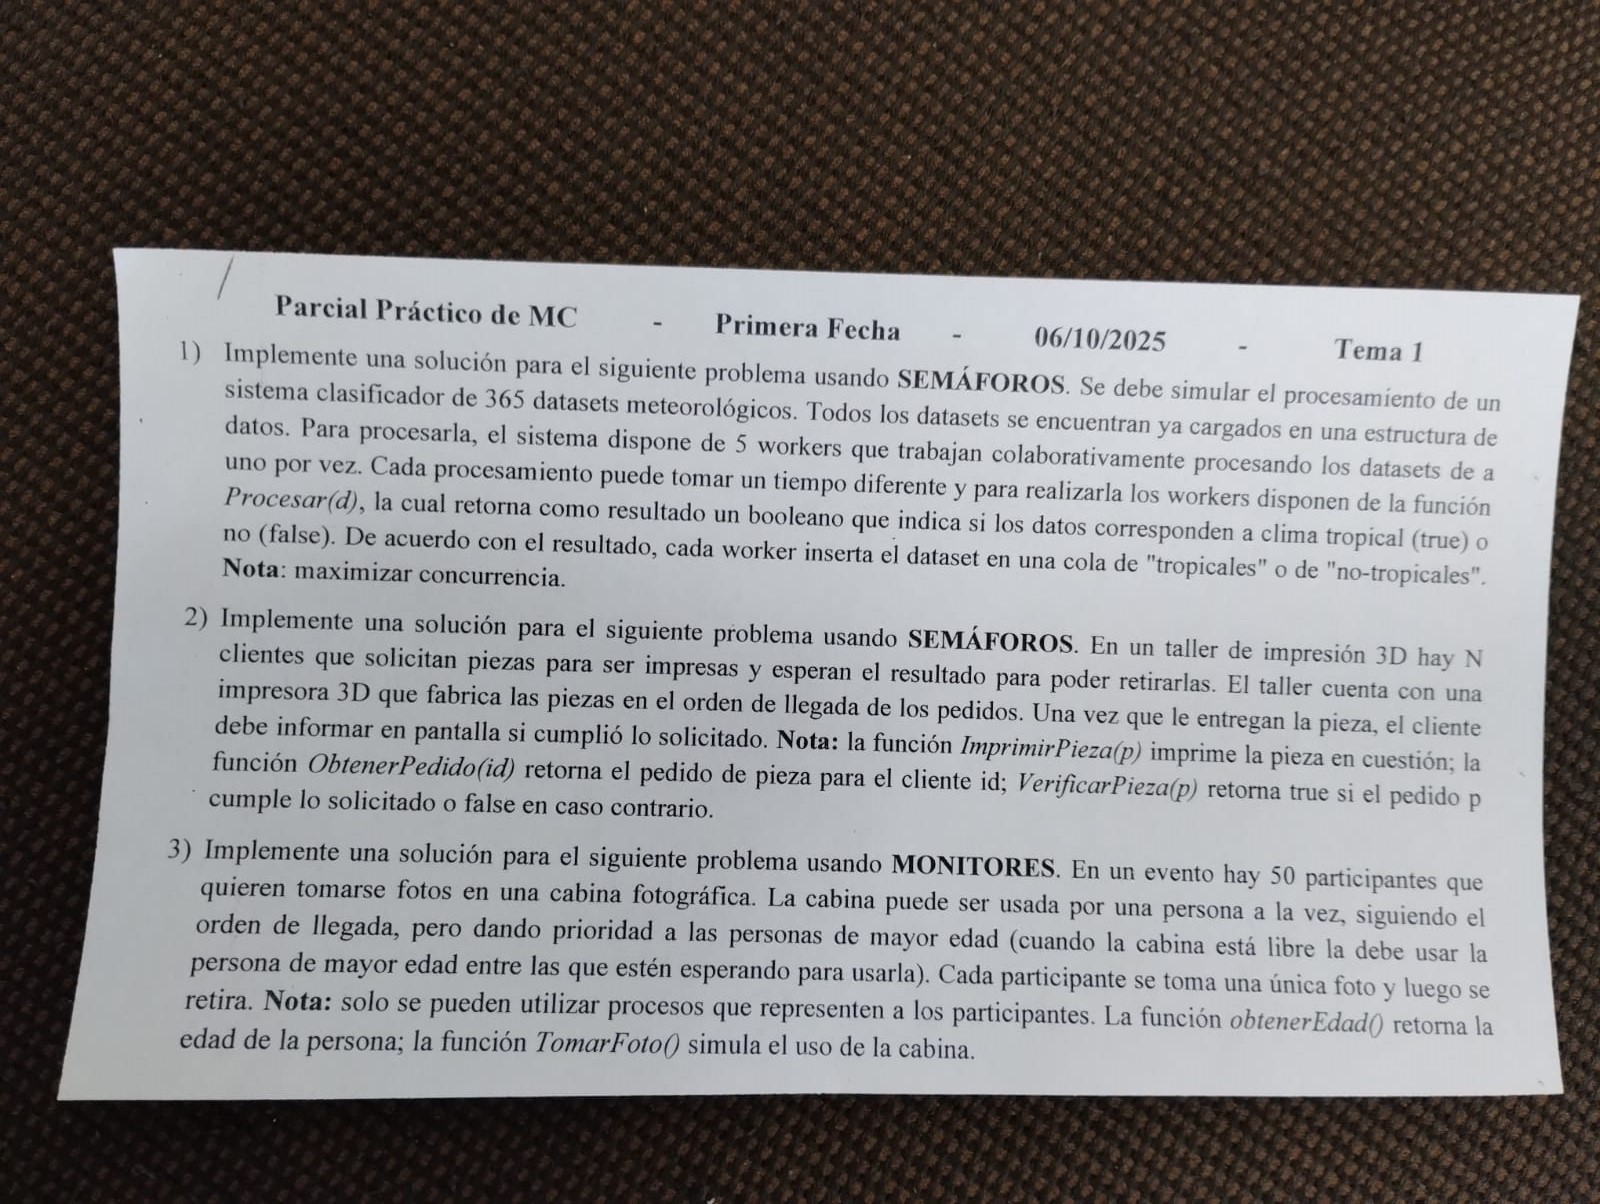 Parcial Práctico de MC - Primera Fecha - 06/10/2025 - Tema 1
1) Implemente una solución para el siguiente problema usando SEMÁFOROS. Se debe simular el procesamiento de un
sistema clasificador de 365 datasets meteorológicos. Todos los datasets se encuentran ya cargados en una estructura de
datos. Para procesarla, el sistema dispone de 5 workers que trabajan colaborativamente procesando los datasets de a
uno por vez. Cada procesamiento puede tomar un tiempo diferente y para realizarla los workers disponen de la función
Procesar(d), la cual retorna como resultado un booleano que indica si los datos corresponden a clima tropical (true) o
no (false). De acuerdo con el resultado, cada worker inserta el dataset en una cola de "tropicales" o de "no-tropicales".
Nota: maximizar concurrencia.
2) Implemente una solución para el siguiente problema usando SEMÁFOROS. En un taller de impresión 3D hay N
clientes que solicitan piezas para ser impresas y esperan el resultado para poder retirarlas. El taller cuenta con una
impresora 3D que fabrica las piezas en el orden de llegada de los pedidos. Una vez que le entregan la pieza, el cliente
debe informar en pantalla si cumplió lo solicitado. Nota: la función ImprimirPieza(p) imprime la pieza en cuestión; la
función ObtenerPedido(id) retorna el pedido de pieza para el cliente id; VerificarPieza(p) retorna true si el pedido p
cumple lo solicitado o false en caso contrario.
3) Implemente una solución para el siguiente problema usando MONITORES. En un evento hay 50 participantes que
quieren tomarse fotos en una cabina fotográfica. La cabina puede ser usada por una persona a la vez, siguiendo el
orden de llegada, pero dando prioridad a las personas de mayor edad (cuando la cabina está libre la debe usar la
persona de mayor edad entre las que estén esperando para usarla). Cada participante se toma una única foto y luego se
retira. Nota: solo se pueden utilizar procesos que representen a los participantes. La función obtenerEdad() retorna la
edad de la persona; la función TomarFoto() simula el uso de la cabina.